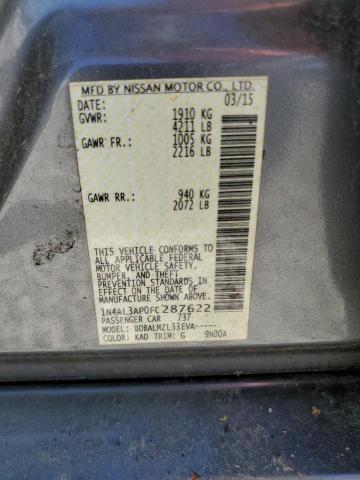 MFD BY NISSAN MOTOR CO., LTD.
DATE: 03/15
GVWR: 1910 KG
4211 LB
GAWR FR: 1005 KG
2216 LB
GAWR RR: 940 KG
2072 LB
THIS VEHICLE CONFORMS TO
ALL APPLICABLE FEDERAL
MOTOR VEHICLE SAFETY,
BUMPER, AND THEFT
PREVENTION STANDARDS
IN EFFECT ON THE DATE OF
MANUFACTURE SHOWN ABOVE.
1N4AL3AP0FC287622
PASSENGER CAR 737
MODEL: BDBALMZL33EVA-----
COLOR: KAD TRIM: G 9N00A